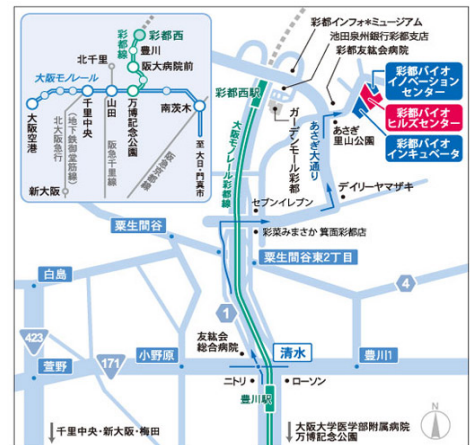 彩都西
彩都線
豊川
阪大病院前
北千里
大阪モノレール
大阪空港
千里中央
山田
万博記念公園
南茨木
北大阪急行
(地下鉄御堂筋線)
阪急千里線
阪急京都線
至 大日・門真市
新大阪
彩都インフォ*ミュージアム
池田泉州銀行彩都支店
彩都友紘会病院
彩都西駅
ガーデンモール彩都
あさぎ大通り
あさぎ
里山公園
彩都バイオ
イノベーション
センター
彩都バイオ
ヒルズセンター
彩都バイオ
インキュベータ
大阪モノレール彩都線
デイリーヤマザキ
セブンイレブン
彩菜みまさか 箕面彩都店
粟生間谷
粟生間谷東2丁目
白島
4
1
423
171
萱野
小野原
友紘会
総合病院
清水
豊川1
ニトリ
ローソン
豊川駅
千里中央・新大阪・梅田
大阪大学医学部附属病院
万博記念公園
N